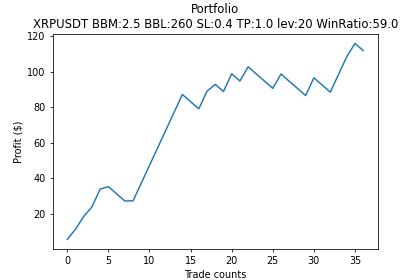 Portfolio
XRPUSDT BBM:2.5 BBL:260 SL:0.4 TP:1.0 lev:20 WinRatio:59.0
120
100
80
60
40
20
Profit ($)
0 5 10 15 20 25 30 35
Trade counts